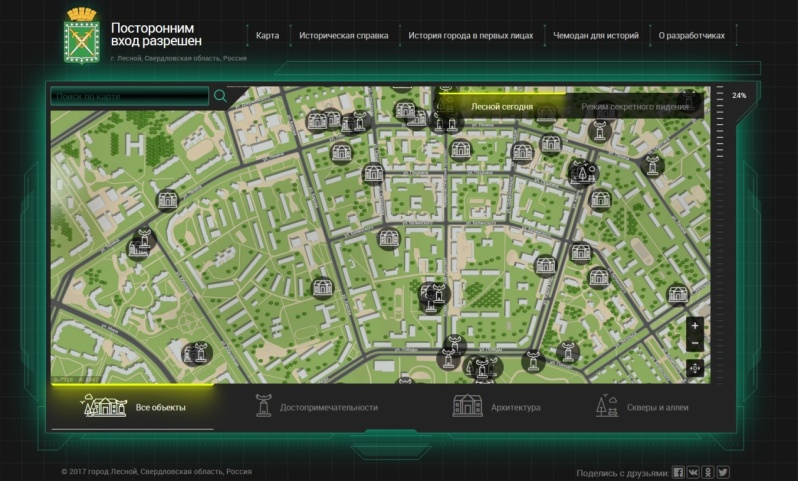 Посторонним
вход разрешен
г. Лесной, Свердловская область, Россия
Карта
Историческая справка
История города в первых лицах
Чемодан для историй
О разработчиках
Поиск по карте
Лесной сегодня
Режим секретного видения
24%
+
−
Все объекты
Достопримечательности
Архитектура
Скверы и аллеи
© 2017 город Лесной, Свердловская область, Россия
Поделись с друзьями: